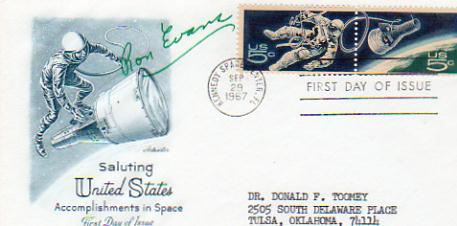 Ron Evans
US 5c
US 5c
KENNEDY SPACE CENTER, FL
SEP
29
1967
FIRST DAY OF ISSUE
Saluting
United States
Accomplishments in Space
First Day of Issue
DR. DONALD F. TOOMEY
2505 SOUTH DELAWARE PLACE
TULSA, OKLAHOMA, 74114